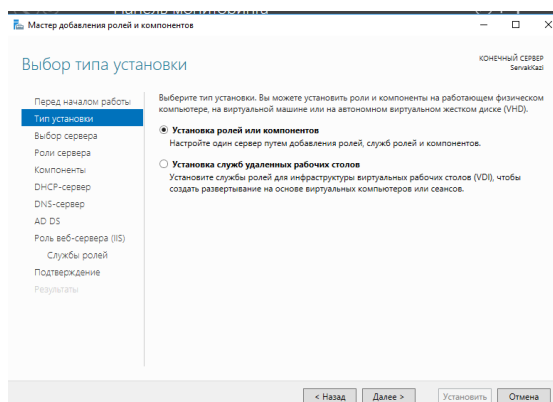 Мастер добавления ролей и компонентов
Выбор типа установки
КОНЕЧНЫЙ СЕРВЕР
ServakKazi
Перед началом работы
Тип установки
Выбор сервера
Роли сервера
Компоненты
DHCP-сервер
DNS-сервер
AD DS
Роль веб-сервера (IIS)
Службы ролей
Подтверждение
Результаты
Выберите тип установки. Вы можете установить роли и компоненты на работающем физическом
компьютере, на виртуальной машине или на автономном виртуальном жестком диске (VHD).
Установка ролей или компонентов
Настройте один сервер путем добавления ролей, служб ролей и компонентов.
Установка служб удаленных рабочих столов
Установите службы ролей для инфраструктуры виртуальных рабочих столов (VDI), чтобы
создать развертывание на основе виртуальных компьютеров или сеансов.
< Назад
Далее >
Установить
Отмена